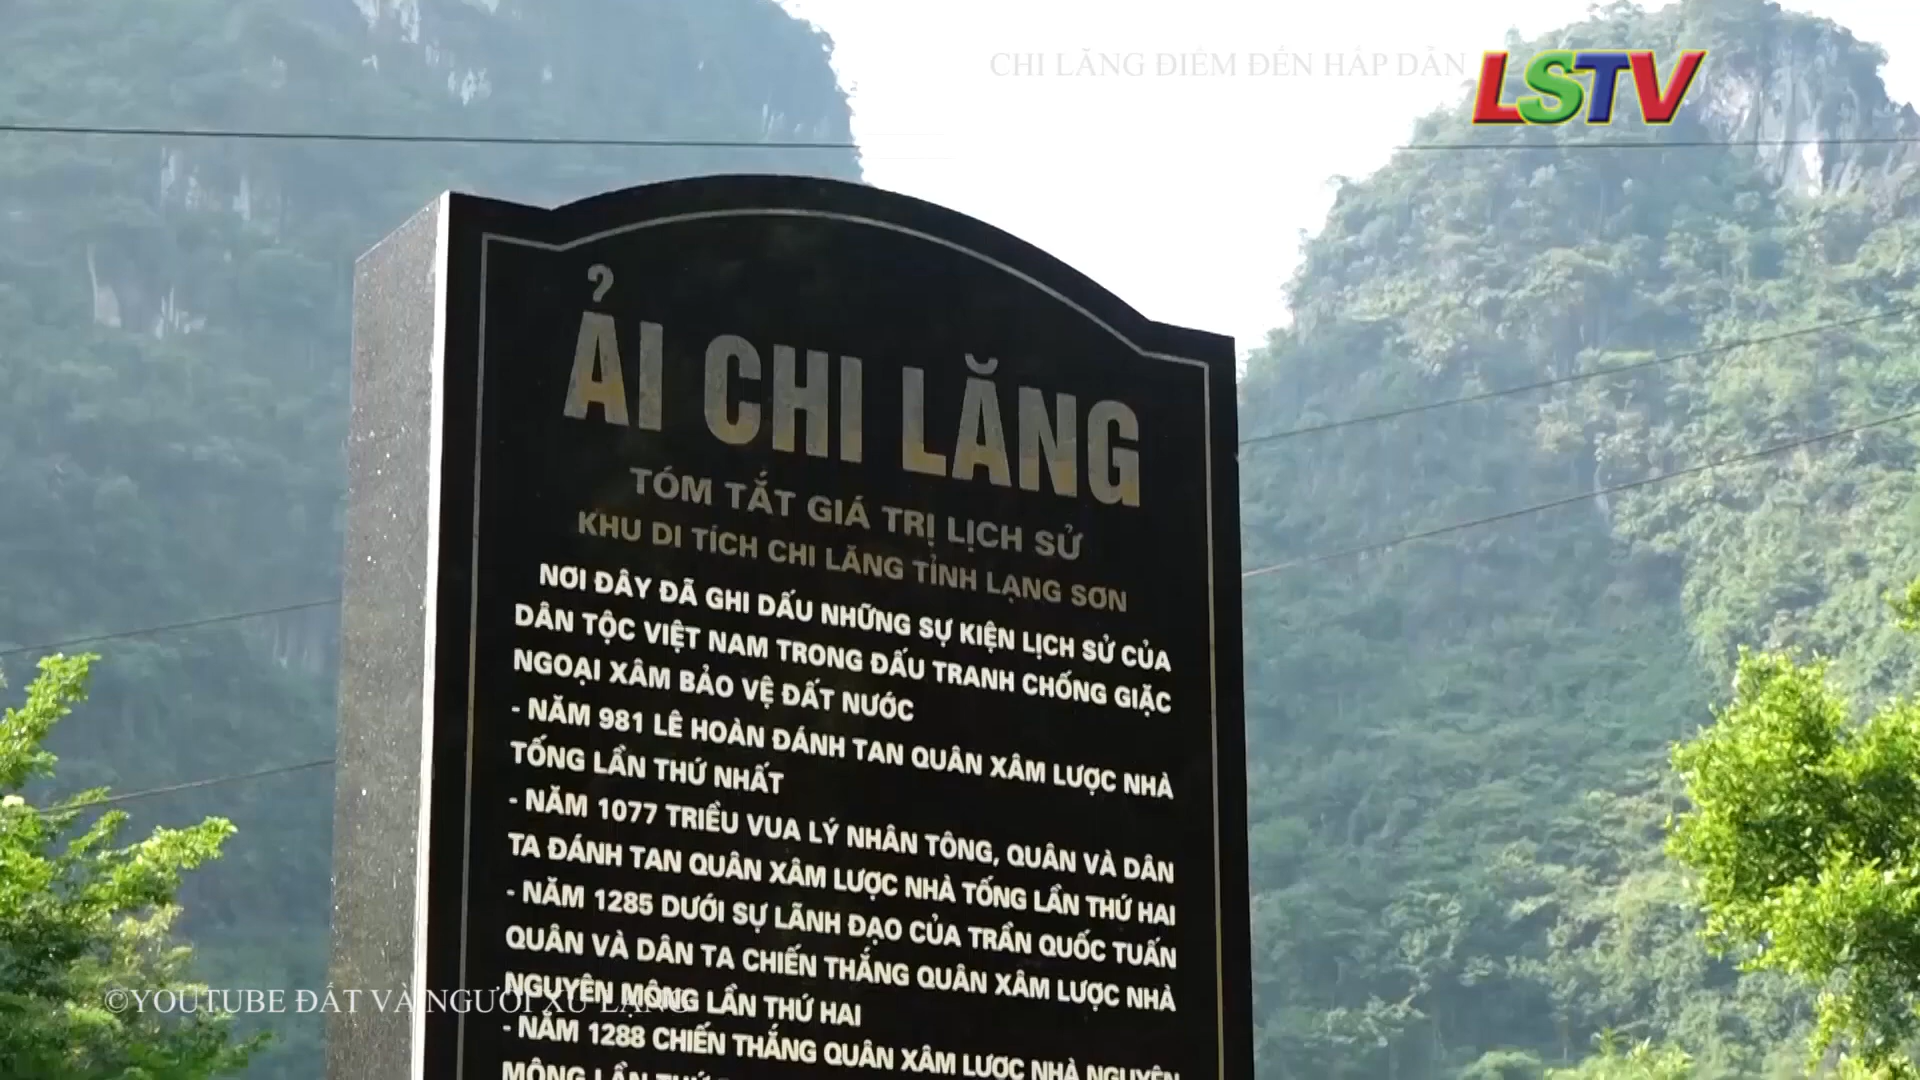 CHI LĂNG ĐIỂM ĐẾN HẤP DẪN
LSTV
ẢI CHI LĂNG
TÓM TẮT GIÁ TRỊ LỊCH SỬ
KHU DI TÍCH CHI LĂNG TỈNH LẠNG SƠN
NƠI ĐÂY ĐÃ GHI DẤU NHỮNG SỰ KIỆN LỊCH SỬ CỦA
DÂN TỘC VIỆT NAM TRONG ĐẤU TRANH CHỐNG GIẶC
NGOẠI XÂM BẢO VỆ ĐẤT NƯỚC
- NĂM 981 LÊ HOÀN ĐÁNH TAN QUÂN XÂM LƯỢC NHÀ
TỐNG LẦN THỨ NHẤT
- NĂM 1077 TRIỀU VUA LÝ NHÂN TÔNG, QUÂN VÀ DÂN
TA ĐÁNH TAN QUÂN XÂM LƯỢC NHÀ TỐNG LẦN THỨ HAI
- NĂM 1285 DƯỚI SỰ LÃNH ĐẠO CỦA TRẦN QUỐC TUẤN
QUÂN VÀ DÂN TA CHIẾN THẮNG QUÂN XÂM LƯỢC NHÀ
NGUYÊN MÔNG LẦN THỨ HAI
- NĂM 1288 CHIẾN THẮNG QUÂN XÂM LƯỢC NHÀ NGUYÊN
MÔNG LẦN THỨ
©YOUTUBE ĐẤT VÀ NGƯỜI XỨ LẠNG